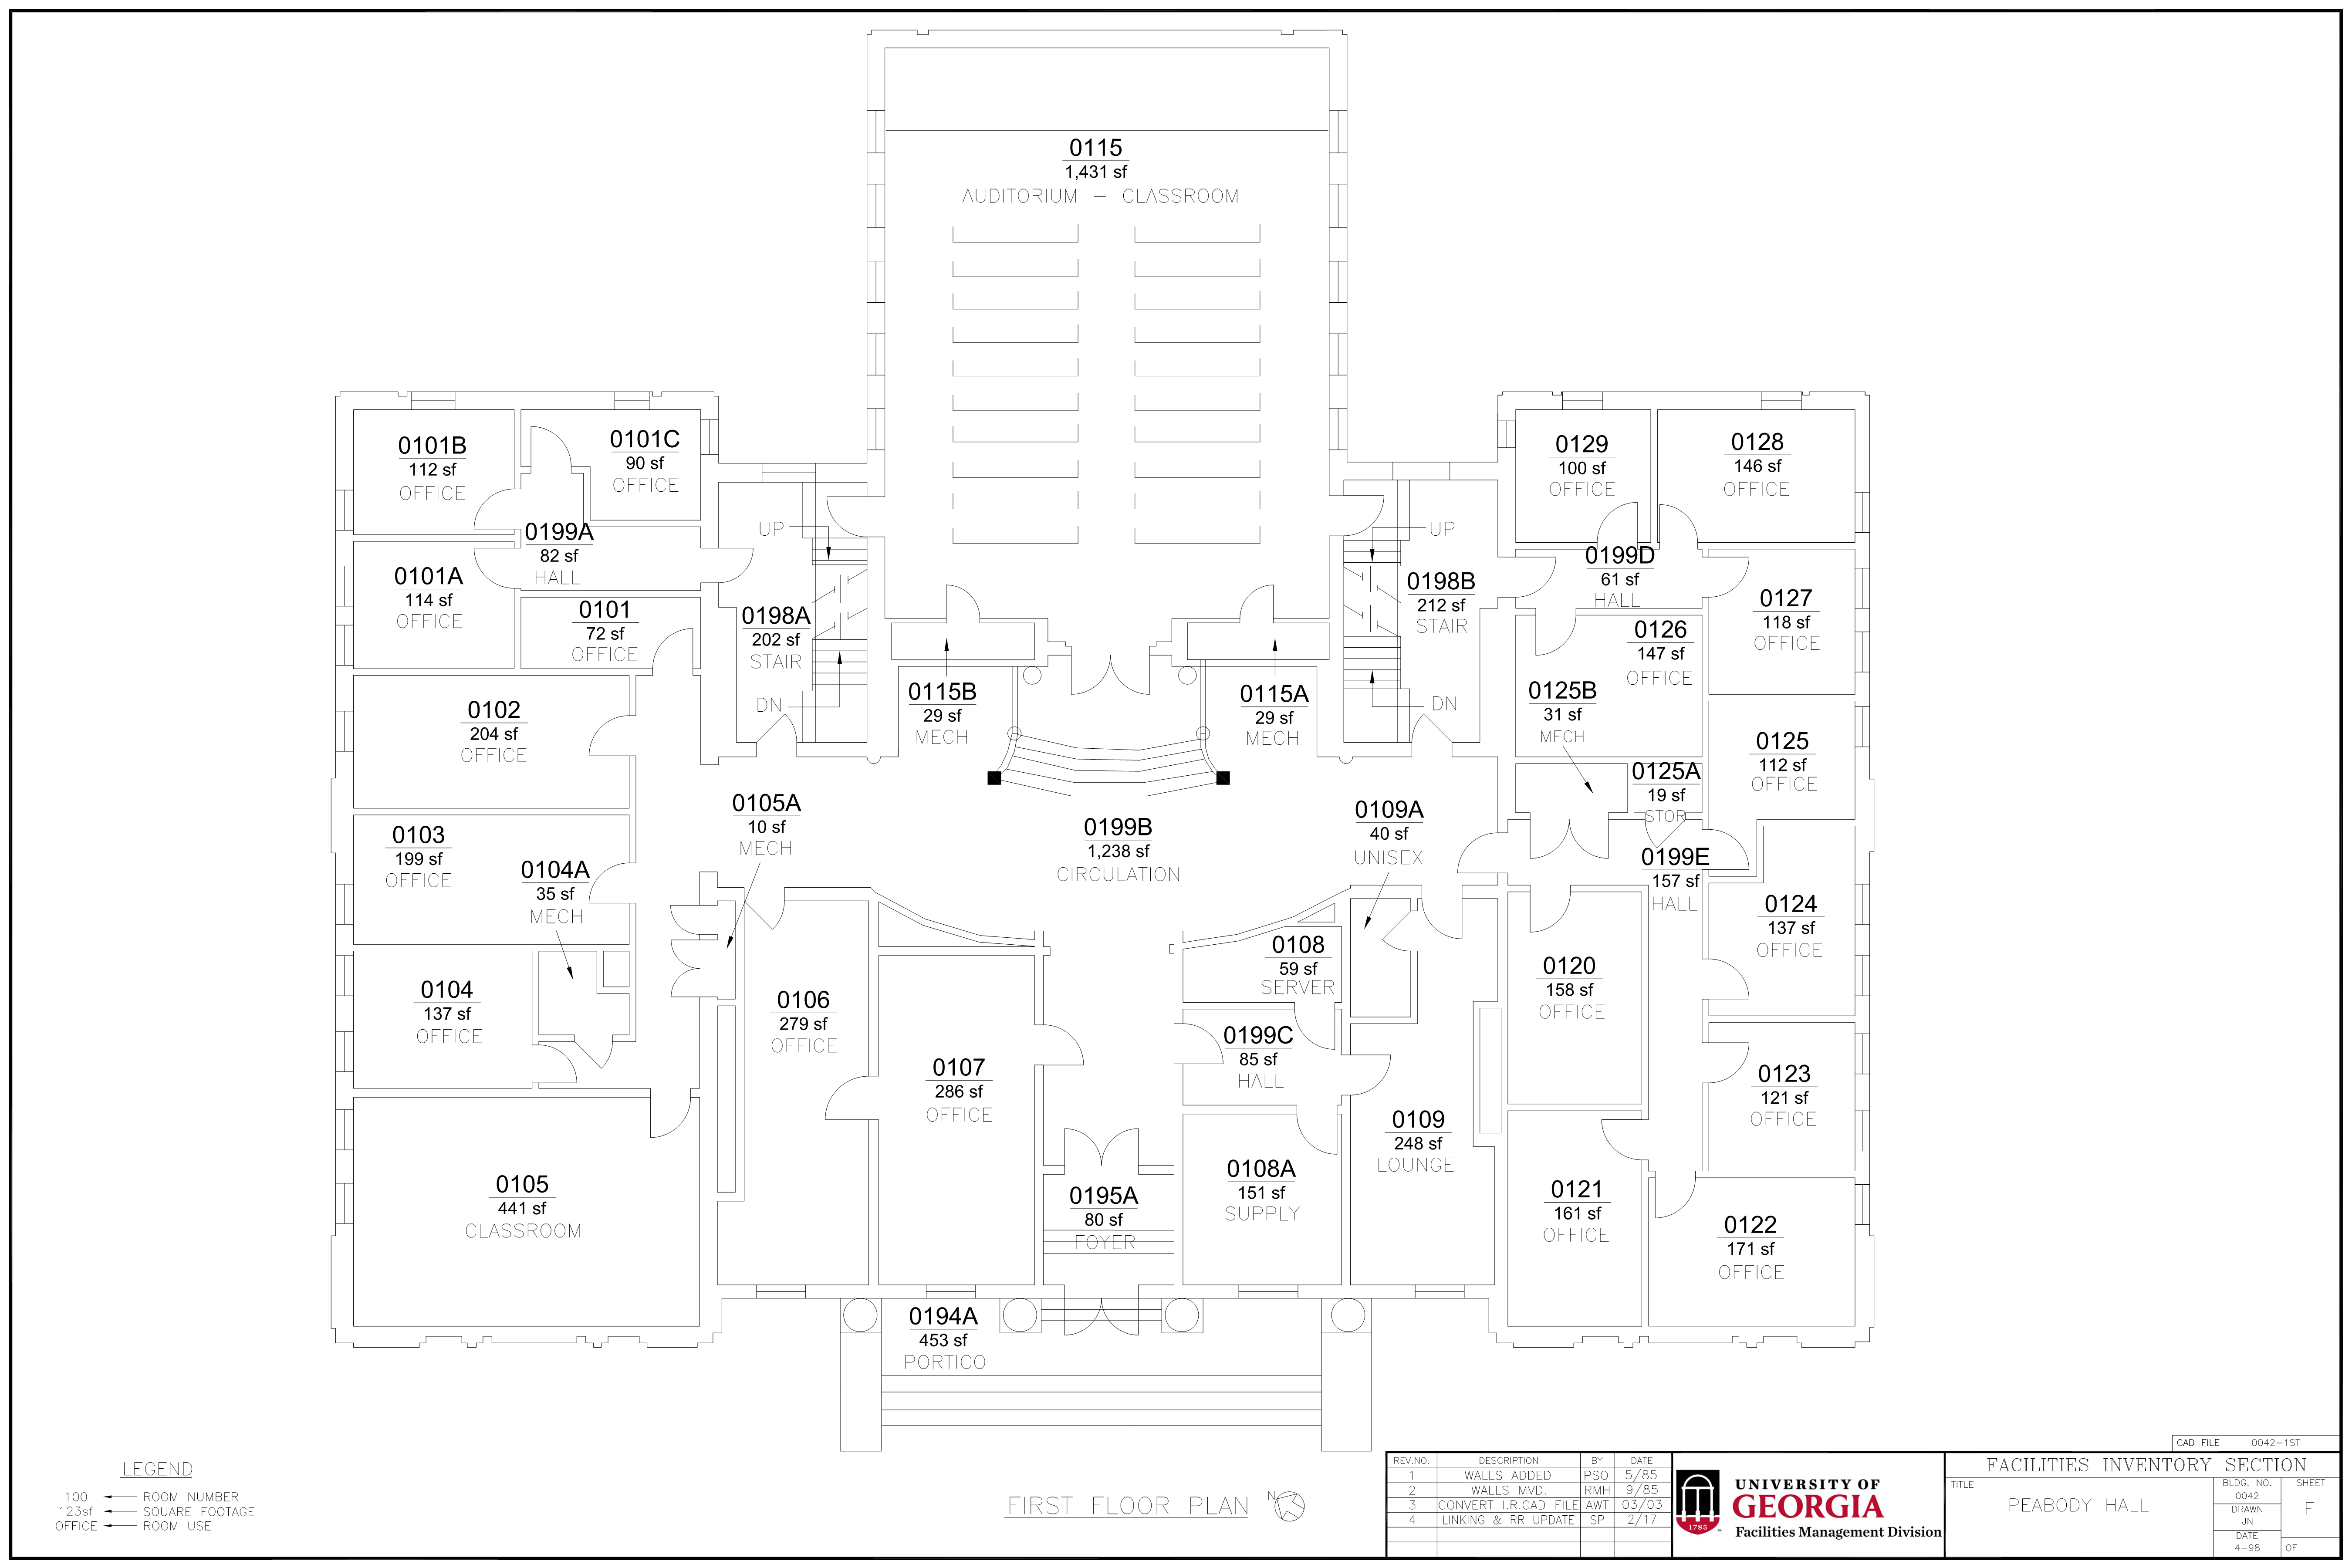 0115
1,431 sf
AUDITORIUM - CLASSROOM
0101B
112 sf
OFFICE
0101C
90 sf
OFFICE
0199A
82 sf
HALL
0101A
114 sf
OFFICE
0101
72 sf
OFFICE
UP
0198A
202 sf
STAIR
DN
0102
204 sf
OFFICE
0103
199 sf
OFFICE
0104A
35 sf
MECH
0104
137 sf
OFFICE
0105
441 sf
CLASSROOM
0105A
10 sf
MECH
0106
279 sf
OFFICE
0107
286 sf
OFFICE
0115B
29 sf
MECH
0115A
29 sf
MECH
0199B
1,238 sf
CIRCULATION
0195A
80 sf
FOYER
0194A
453 sf
PORTICO
0109A
40 sf
UNISEX
0108
59 sf
SERVER
0199C
85 sf
HALL
0108A
151 sf
SUPPLY
0109
248 sf
LOUNGE
UP
0198B
212 sf
STAIR
DN
0129
100 sf
OFFICE
0128
146 sf
OFFICE
0199D
61 sf
HALL
0127
118 sf
OFFICE
0126
147 sf
OFFICE
0125B
31 sf
MECH
0125A
19 sf
STOR
0125
112 sf
OFFICE
0199E
157 sf
HALL
0124
137 sf
OFFICE
0120
158 sf
OFFICE
0123
121 sf
OFFICE
0121
161 sf
OFFICE
0122
171 sf
OFFICE
LEGEND
100 ROOM NUMBER
123sf SQUARE FOOTAGE
OFFICE ROOM USE
FIRST FLOOR PLAN
N
REV.NO. DESCRIPTION BY DATE
1 WALLS ADDED PSO 5/85
2 WALLS MVD. RMH 9/85
3 CONVERT I.R.CAD FILE AWT 03/03
4 LINKING & RR UPDATE SP 2/17
1785
UNIVERSITY OF
GEORGIA
Facilities Management Division
CAD FILE 0042-1ST
FACILITIES INVENTORY SECTION
TITLE
PEABODY HALL
BLDG. NO.
0042
DRAWN
JN
DATE
4-98
SHEET
F
OF